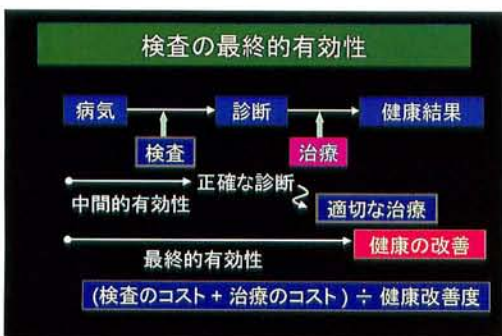 検査の最終的有効性
病気 診断 健康結果
検査 治療
正確な診断
中間的有効性
適切な治療
健康の改善
最終的有効性
(検査のコスト + 治療のコスト) ÷ 健康改善度